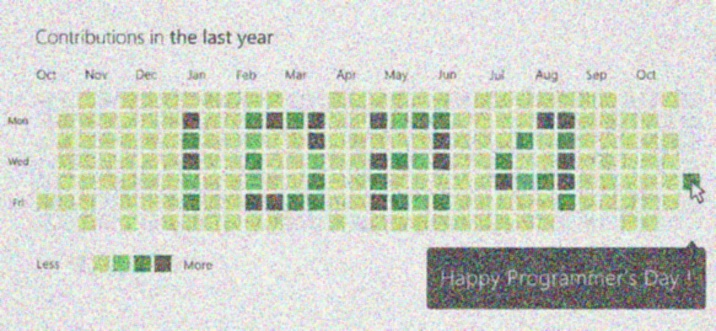 Contributions in the last year
Oct Nov Dec Jan Feb Mar Apr May Jun Jul Aug Sep Oct
Mon
Wed
Fri
1024
Less More
Happy Programmer's Day !